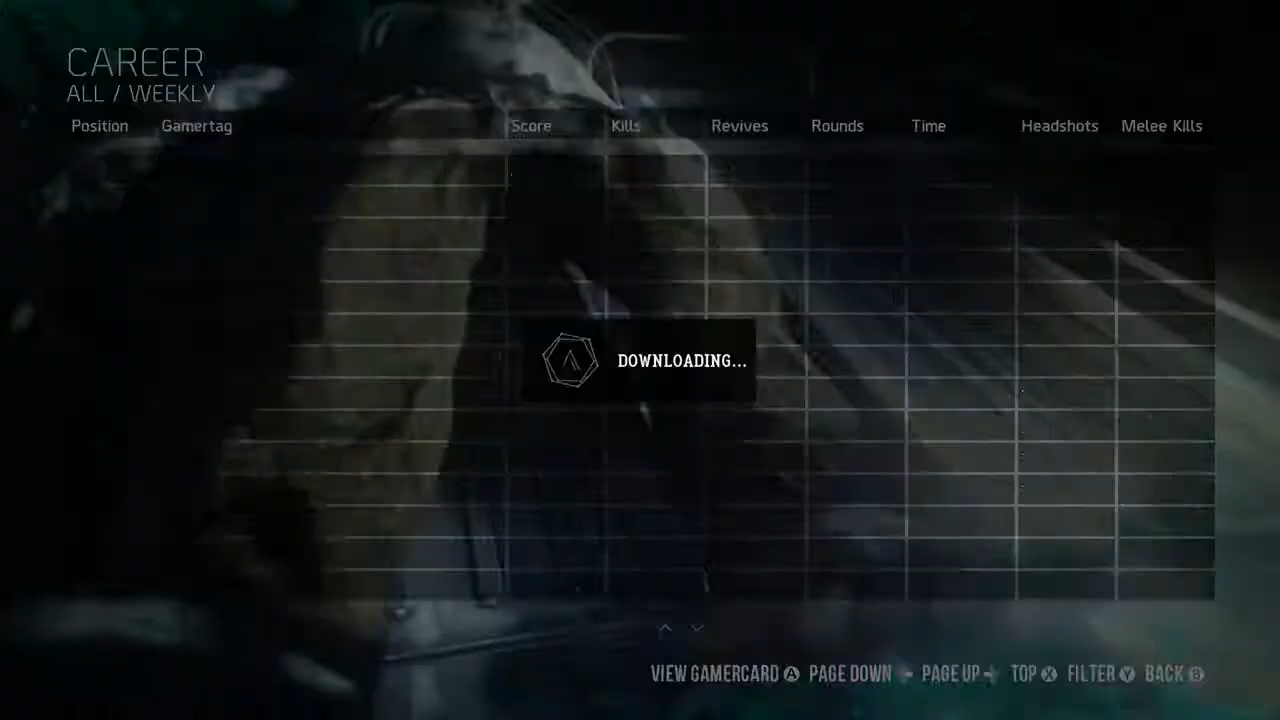 CAREER
ALL / WEEKLY
Position Gamertag Score Kills Revives Rounds Time Headshots Melee Kills
DOWNLOADING...
VIEW GAMERCARD A PAGE DOWN PAGE UP TOP X FILTER Y BACK B